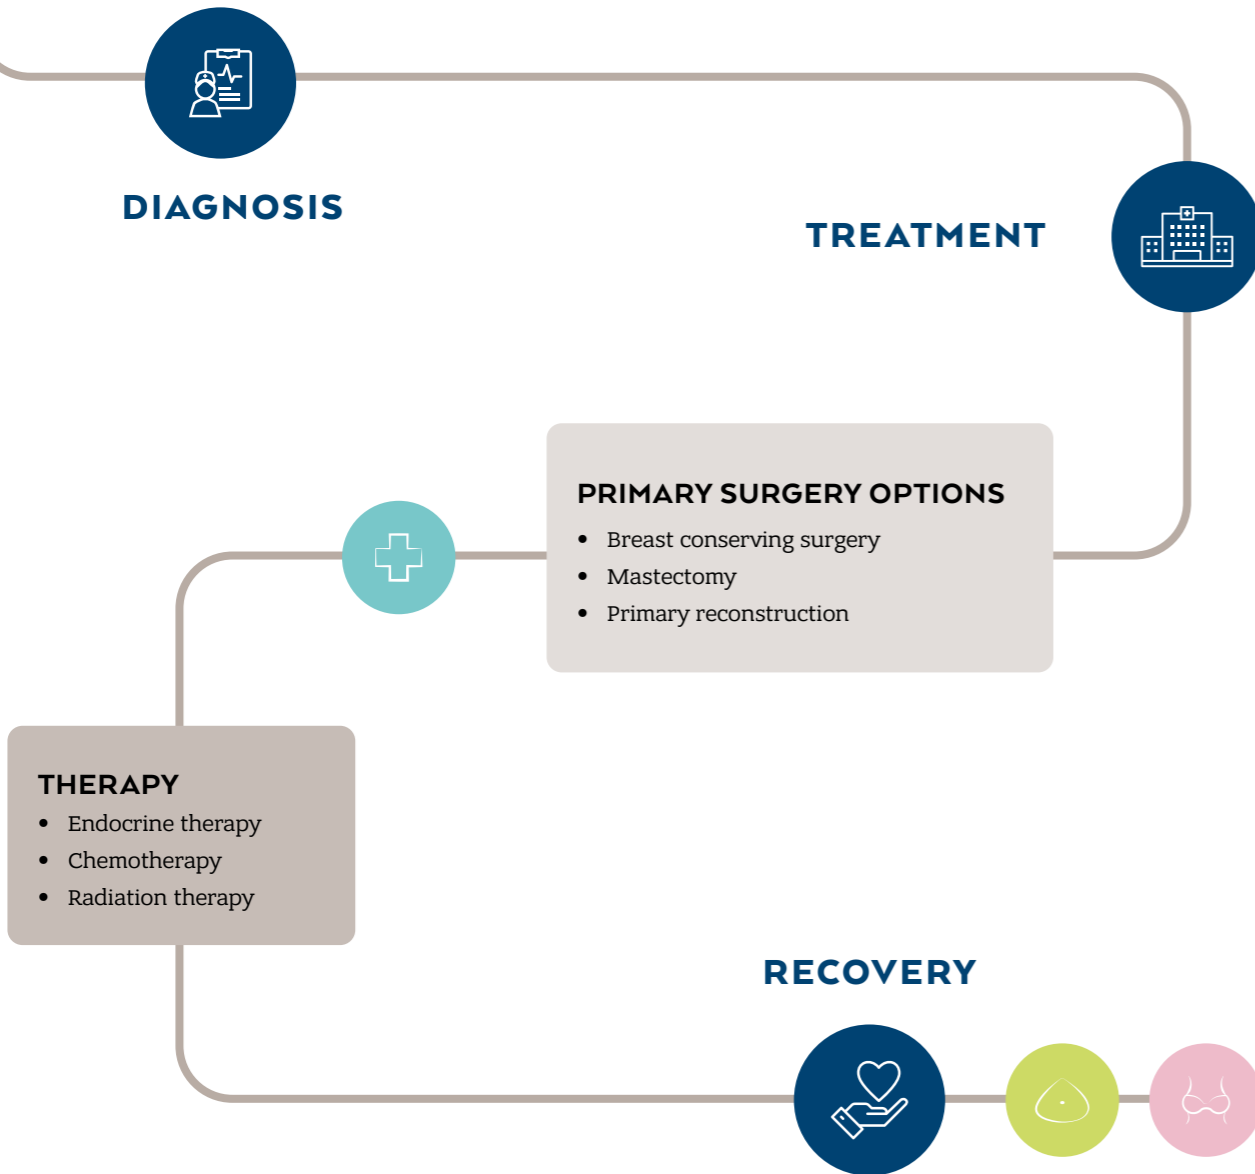 DIAGNOSIS
TREATMENT
PRIMARY SURGERY OPTIONS
• Breast conserving surgery
• Mastectomy
• Primary reconstruction
THERAPY
• Endocrine therapy
• Chemotherapy
• Radiation therapy
RECOVERY